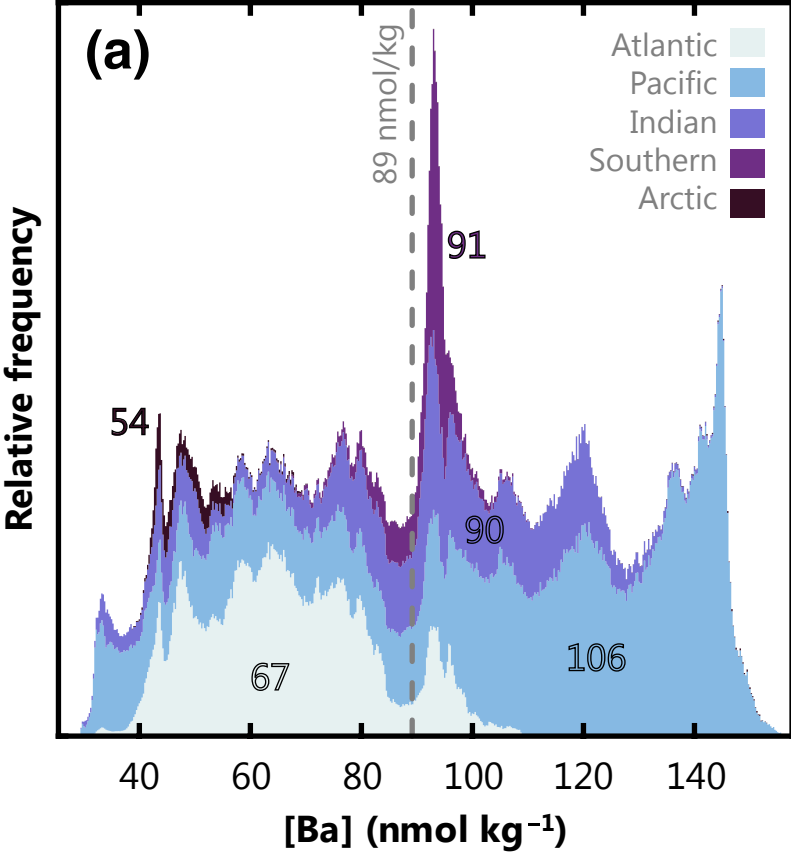 (a)
89 nmol/kg
Atlantic
Pacific
Indian
Southern
Arctic
91
54
90
106
67
Relative frequency
40 60 80 100 120 140
[Ba] (nmol kg⁻¹)